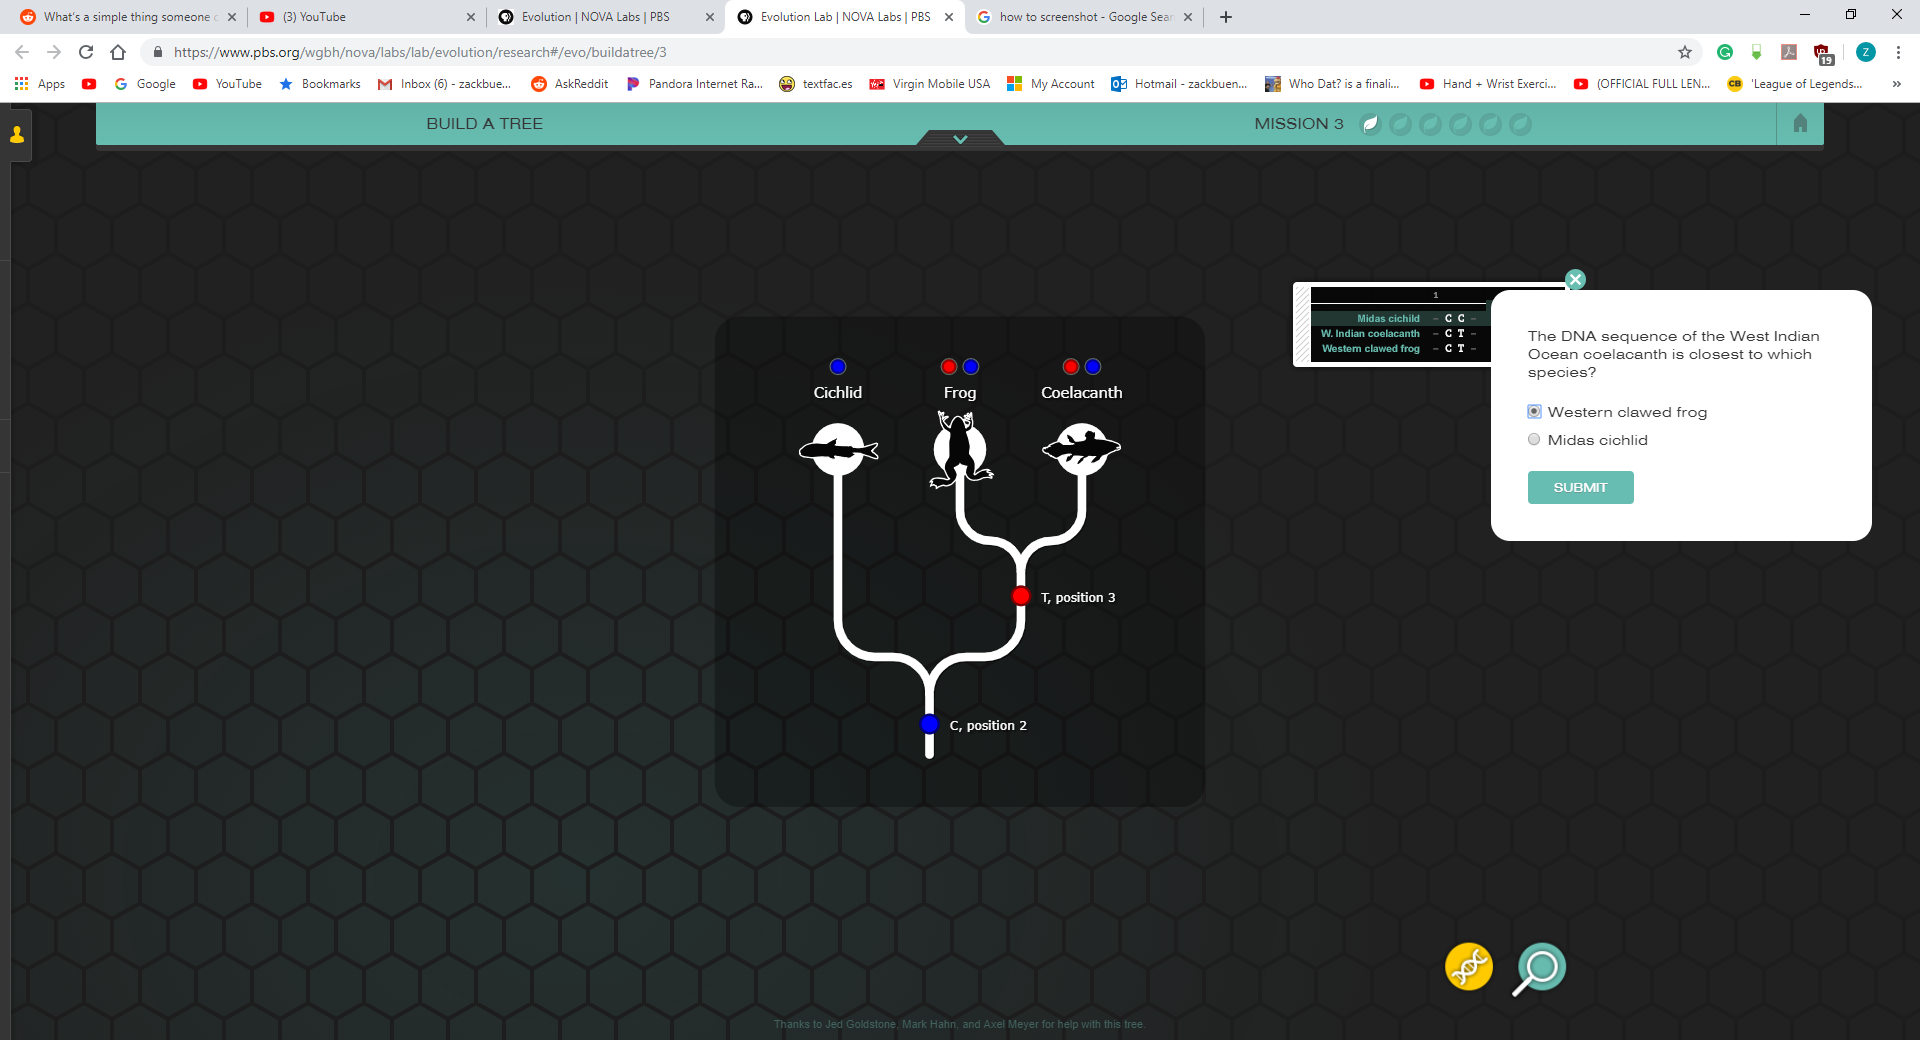 What's a simple thing someone c
(3) YouTube
Evolution | NOVA Labs | PBS
Evolution Lab | NOVA Labs | PBS
how to screenshot - Google Sear
https://www.pbs.org/wgbh/nova/labs/lab/evolution/research#/evo/buildatree/3
19
Z
Apps
Google
YouTube
Bookmarks
Inbox (6) - zackbue...
AskReddit
Pandora Internet Ra...
textfac.es
Virgin Mobile USA
My Account
Hotmail - zackbuen...
Who Dat? is a finali...
Hand + Wrist Exerci...
(OFFICIAL FULL LEN...
CB
'League of Legends...
»
BUILD A TREE
MISSION 3
1
Midas cichild - C C -
W. Indian coelacanth - C T -
Western clawed frog - C T -
The DNA sequence of the West Indian
Ocean coelacanth is closest to which
species?
Western clawed frog
Midas cichlid
SUBMIT
Cichlid
Frog
Coelacanth
T, position 3
C, position 2
Thanks to Jed Goldstone, Mark Hahn, and Axel Meyer for help with this tree.